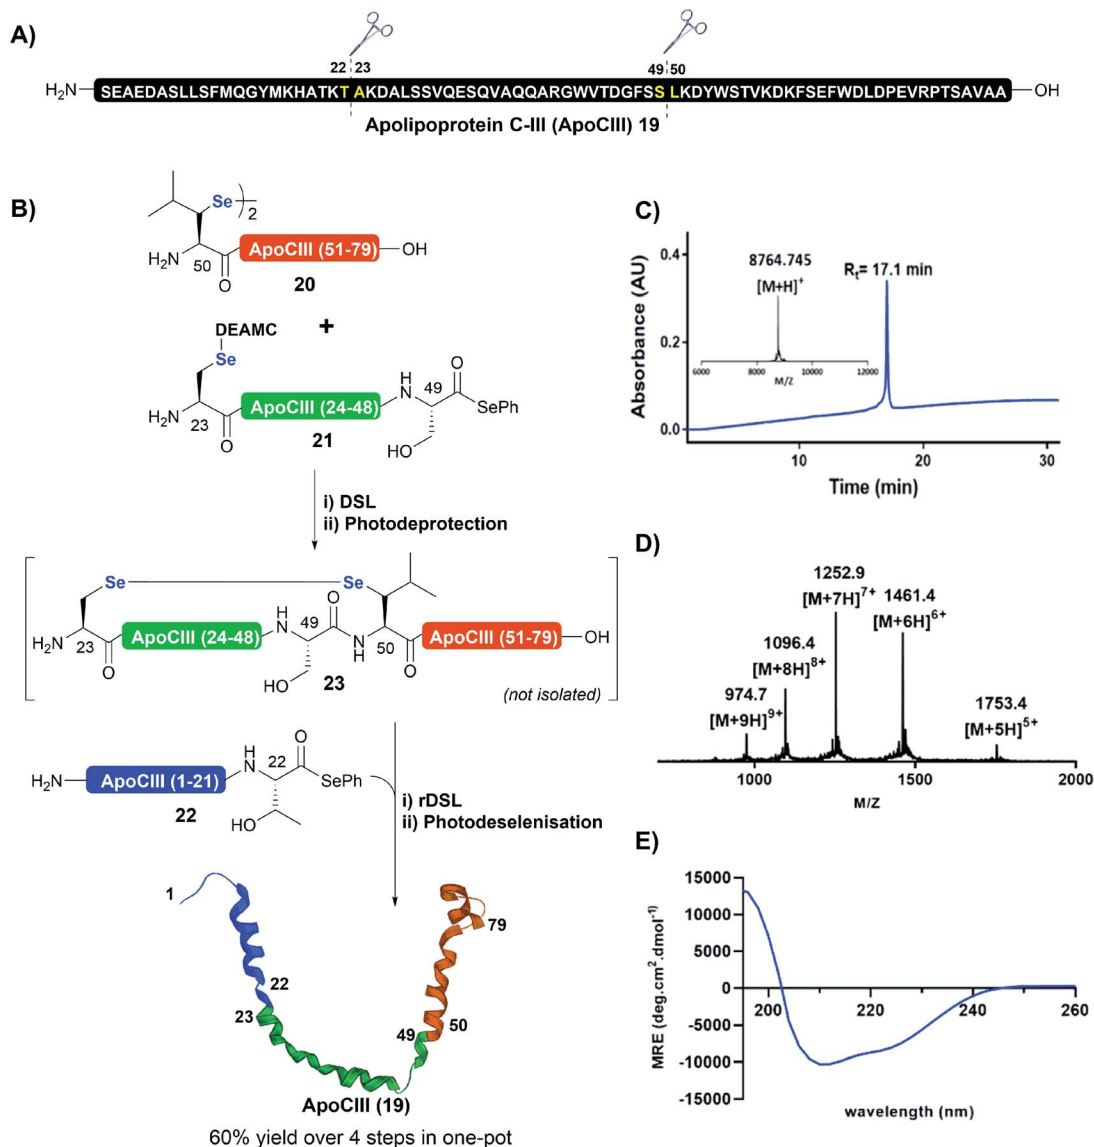 A)
22 23
49 50
H₂N SEAEDASLLSFMQGYMKHATKTAKDALSSVQESQVAQQARGWVTDGFSSLKDYWSTVKDKFSEFWDLDPEVRPTSAVAA OH
Apolipoprotein C-III (ApoCIII) 19
B)
Se )2
H₂N 50 O ApoCIII (51-79) OH
20
+
DEAMC
Se
H₂N 23 O ApoCIII (24-48) H N 49 O SePh
HO
21
i) DSL
ii) Photodeprotection
Se Se
H₂N 23 O ApoCIII (24-48) H N 49 O N H 50 O ApoCIII (51-79) OH
HO
23
(not isolated)
H₂N ApoCIII (1-21) H N 22 O SePh
HO
22
i) rDSL
ii) Photodeselenisation
1
22
23
49
50
79
ApoCIII (19)
60% yield over 4 steps in one-pot
C)
Absorbance (AU)
0.4
0.2
0.0
8764.745
[M+H]⁺
6000 8000 10000 12000
M/Z
Rt= 17.1 min
10 20 30
Time (min)
D)
974.7
[M+9H]⁹⁺
1096.4
[M+8H]⁸⁺
1252.9
[M+7H]⁷⁺
1461.4
[M+6H]⁶⁺
1753.4
[M+5H]⁵⁺
1000 1500 2000
M/Z
E)
MRE (deg.cm².dmol⁻¹)
15000
10000
5000
0
-5000
-10000
-15000
200 220 240 260
wavelength (nm)